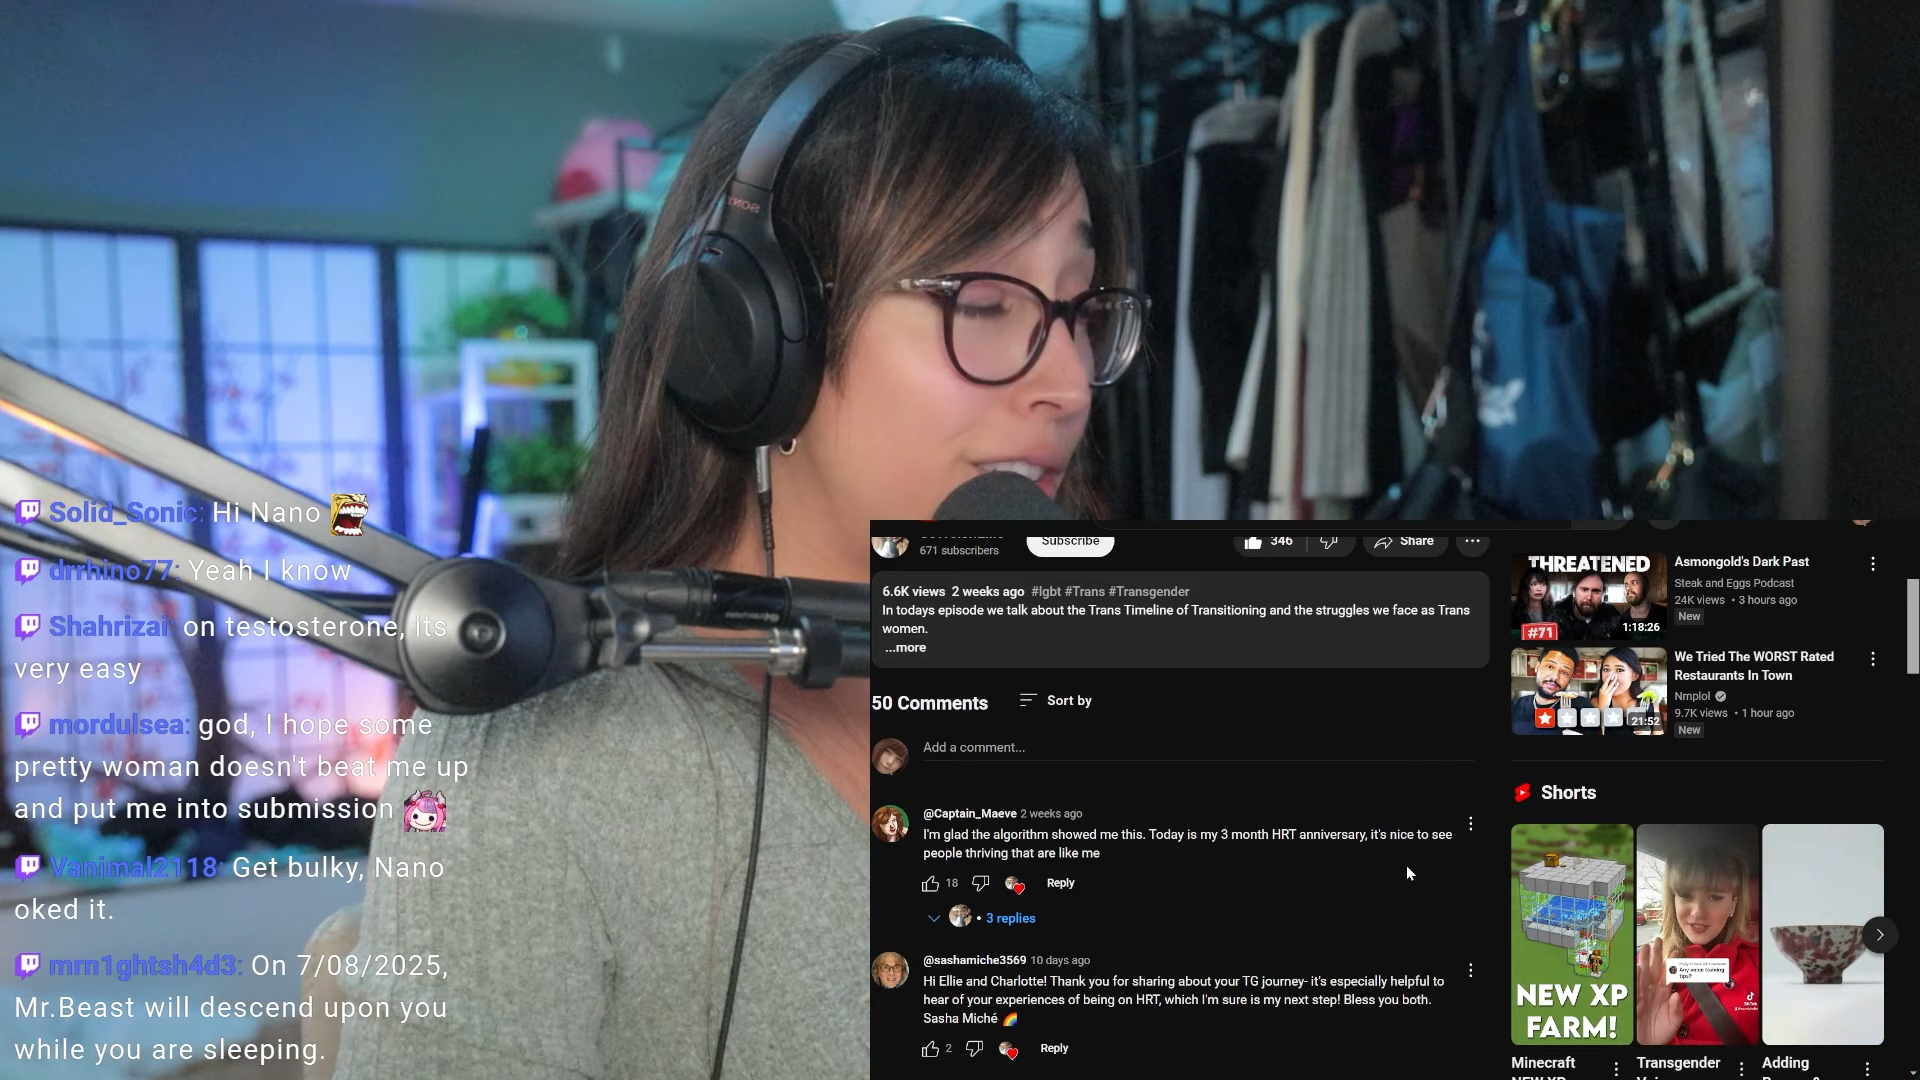 SONY
Solid_Sonic: Hi Nano
drrhino77: Yeah I know
Shahrizai: on testosterone, its
very easy
mordulsea: god, I hope some
pretty woman doesn't beat me up
and put me into submission
Vanimal2118: Get bulky, Nano
oked it.
mrn1ghtsh4d3: On 7/08/2025,
Mr.Beast will descend upon you
while you are sleeping.
671 subscribers
Subscribe
346
Share
6.6K views 2 weeks ago #lgbt #Trans #Transgender
In todays episode we talk about the Trans Timeline of Transitioning and the struggles we face as Trans
women.
...more
50 Comments
Sort by
Add a comment...
@Captain_Maeve 2 weeks ago
I'm glad the algorithm showed me this. Today is my 3 month HRT anniversary, it's nice to see
people thriving that are like me
18
Reply
• 3 replies
@sashamiche3569 10 days ago
Hi Ellie and Charlotte! Thank you for sharing about your TG journey- it's especially helpful to
hear of your experiences of being on HRT, which I'm sure is my next step! Bless you both.
Sasha Miché 🌈
2
Reply
THREATENED
#71
1:18:26
Asmongold's Dark Past
Steak and Eggs Podcast
24K views • 3 hours ago
New
21:52
We Tried The WORST Rated
Restaurants In Town
Nmplol
9.7K views • 1 hour ago
New
Shorts
NEW XP
FARM!
Any voice training
tips?
TikTok
Minecraft
Transgender
Adding